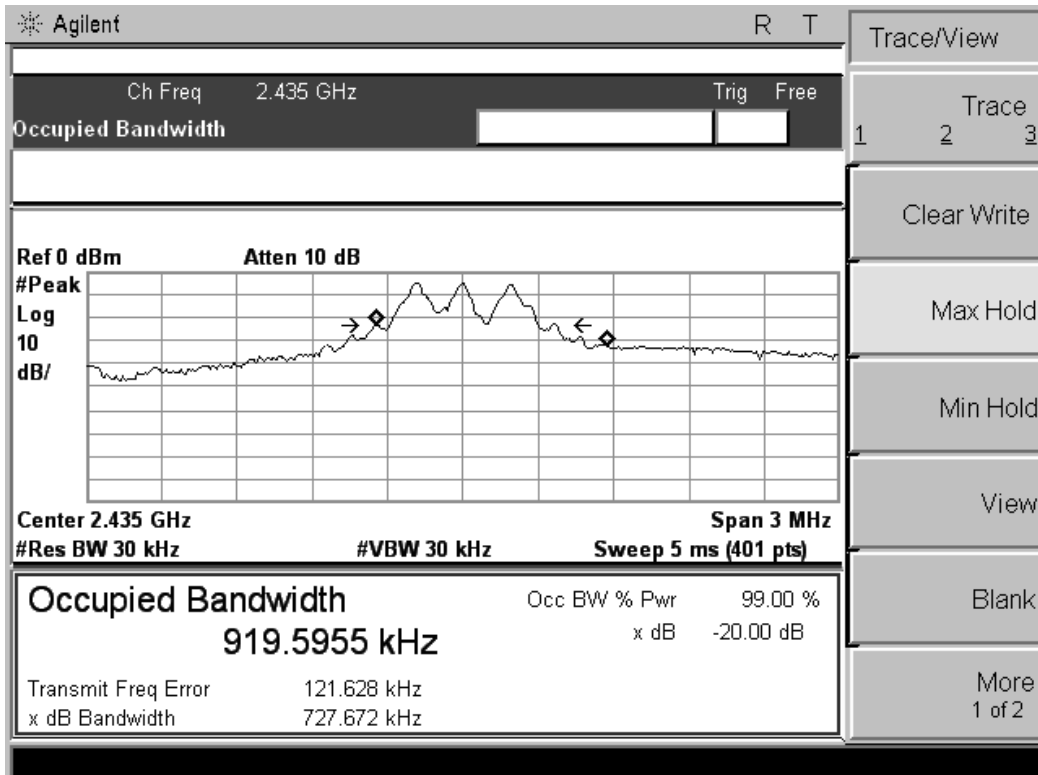 Agilent R T
Ch Freq 2.435 GHz Trig Free
Occupied Bandwidth
Ref 0 dBm Atten 10 dB
#Peak
Log
10
dB/
Center 2.435 GHz Span 3 MHz
#Res BW 30 kHz #VBW 30 kHz Sweep 5 ms (401 pts)
Occupied Bandwidth
919.5955 kHz
Occ BW % Pwr 99.00 %
x dB -20.00 dB
Transmit Freq Error 121.628 kHz
x dB Bandwidth 727.672 kHz
Trace/View
Trace
1 2 3
Clear Write
Max Hold
Min Hold
View
Blank
More
1 of 2